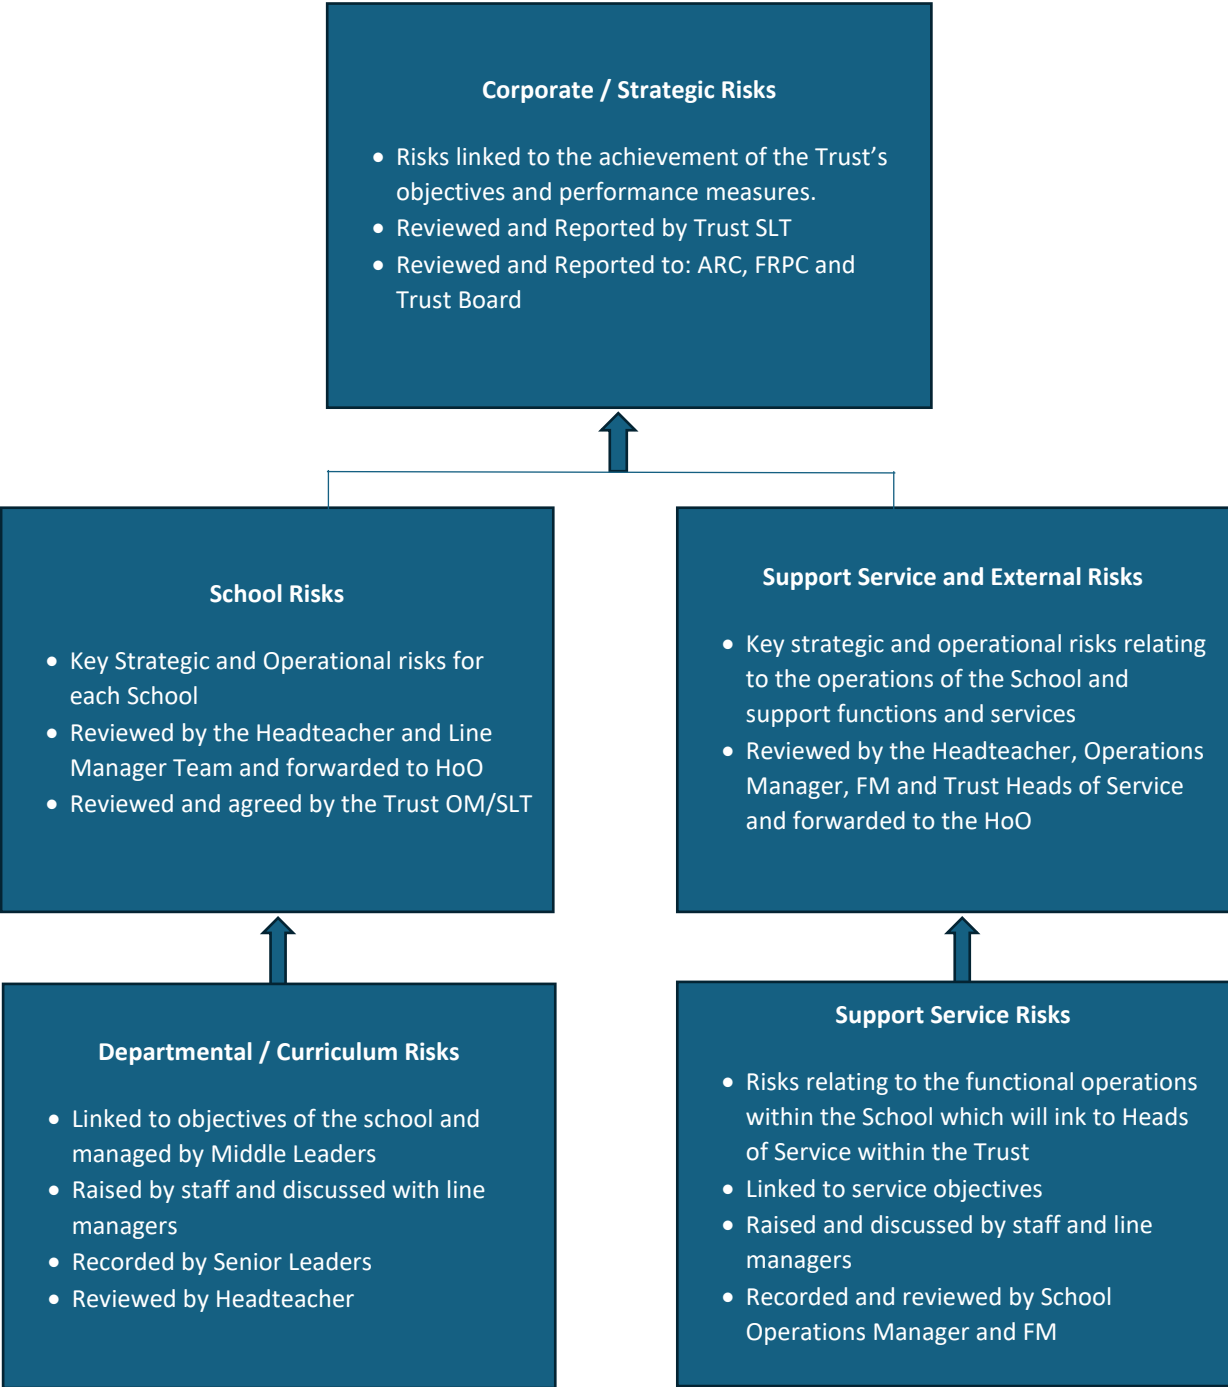 Corporate / Strategic Risks
• Risks linked to the achievement of the Trust’s
objectives and performance measures.
• Reviewed and Reported by Trust SLT
• Reviewed and Reported to: ARC, FRPC and
Trust Board
School Risks
• Key Strategic and Operational risks for
each School
• Reviewed by the Headteacher and Line
Manager Team and forwarded to HoO
• Reviewed and agreed by the Trust OM/SLT
Support Service and External Risks
• Key strategic and operational risks relating
to the operations of the School and
support functions and services
• Reviewed by the Headteacher, Operations
Manager, FM and Trust Heads of Service
and forwarded to the HoO
Departmental / Curriculum Risks
• Linked to objectives of the school and
managed by Middle Leaders
• Raised by staff and discussed with line
managers
• Recorded by Senior Leaders
• Reviewed by Headteacher
Support Service Risks
• Risks relating to the functional operations
within the School which will ink to Heads
of Service within the Trust
• Linked to service objectives
• Raised and discussed by staff and line
managers
• Recorded and reviewed by School
Operations Manager and FM